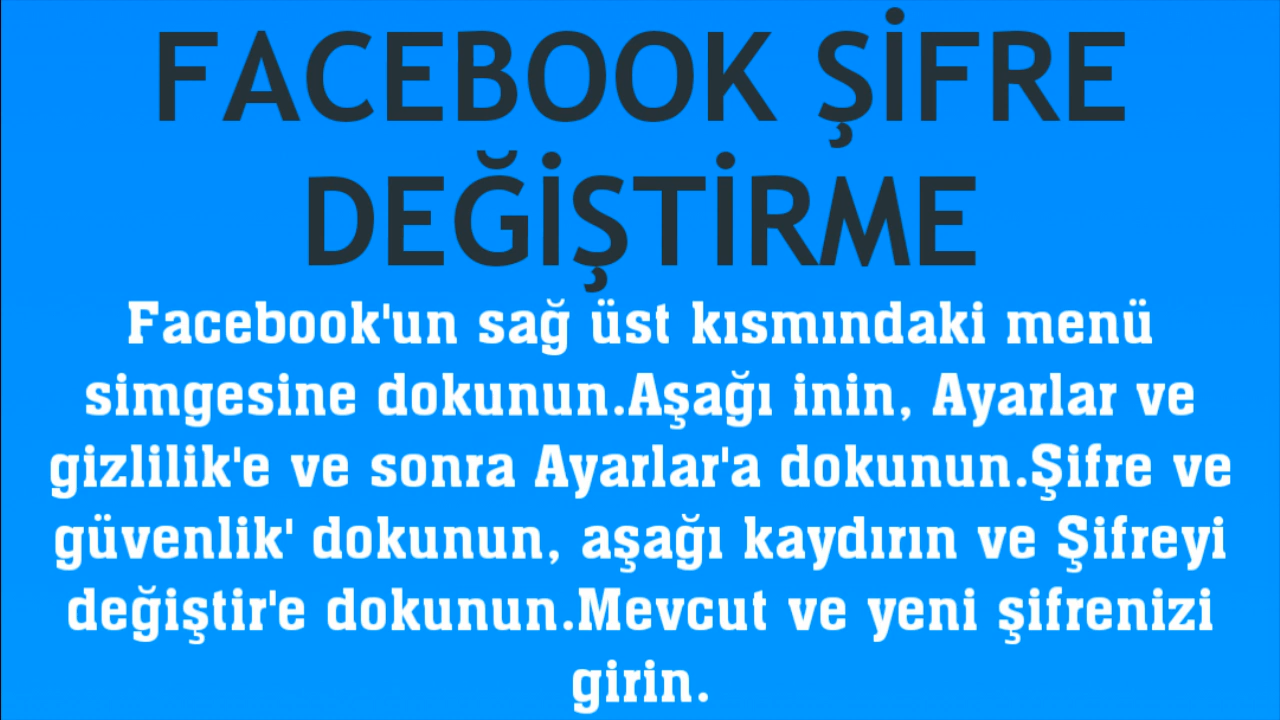 FACEBOOK ŞİFRE
DEĞİŞTİRME
Facebook'un sağ üst kısmındaki menü
simgesine dokunun.Aşağı inin, Ayarlar ve
gizlilik'e ve sonra Ayarlar'a dokunun.Şifre ve
güvenlik' dokunun, aşağı kaydırın ve Şifreyi
değiştir'e dokunun.Mevcut ve yeni şifrenizi
girin.